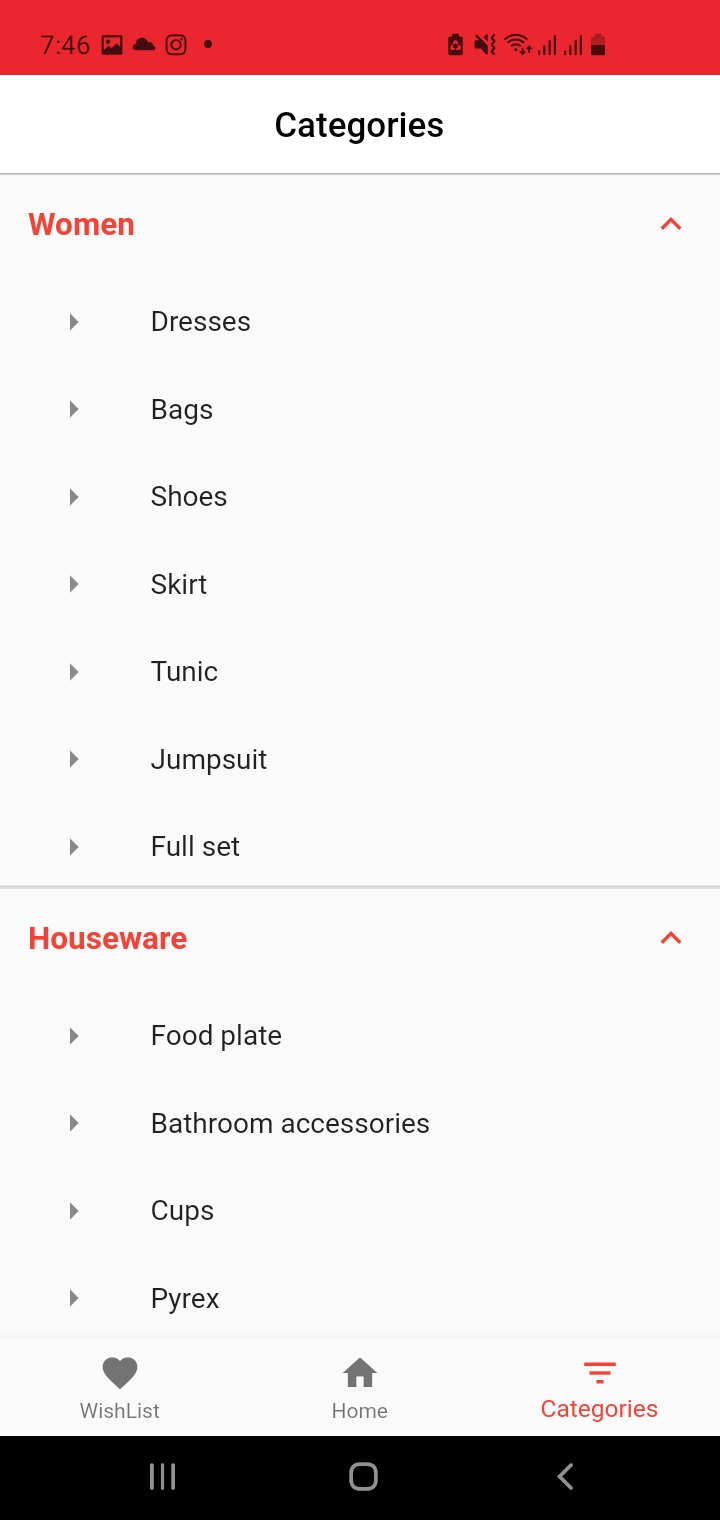 7:46
Categories
Women
Dresses
Bags
Shoes
Skirt
Tunic
Jumpsuit
Full set
Houseware
Food plate
Bathroom accessories
Cups
Pyrex
WishList
Home
Categories